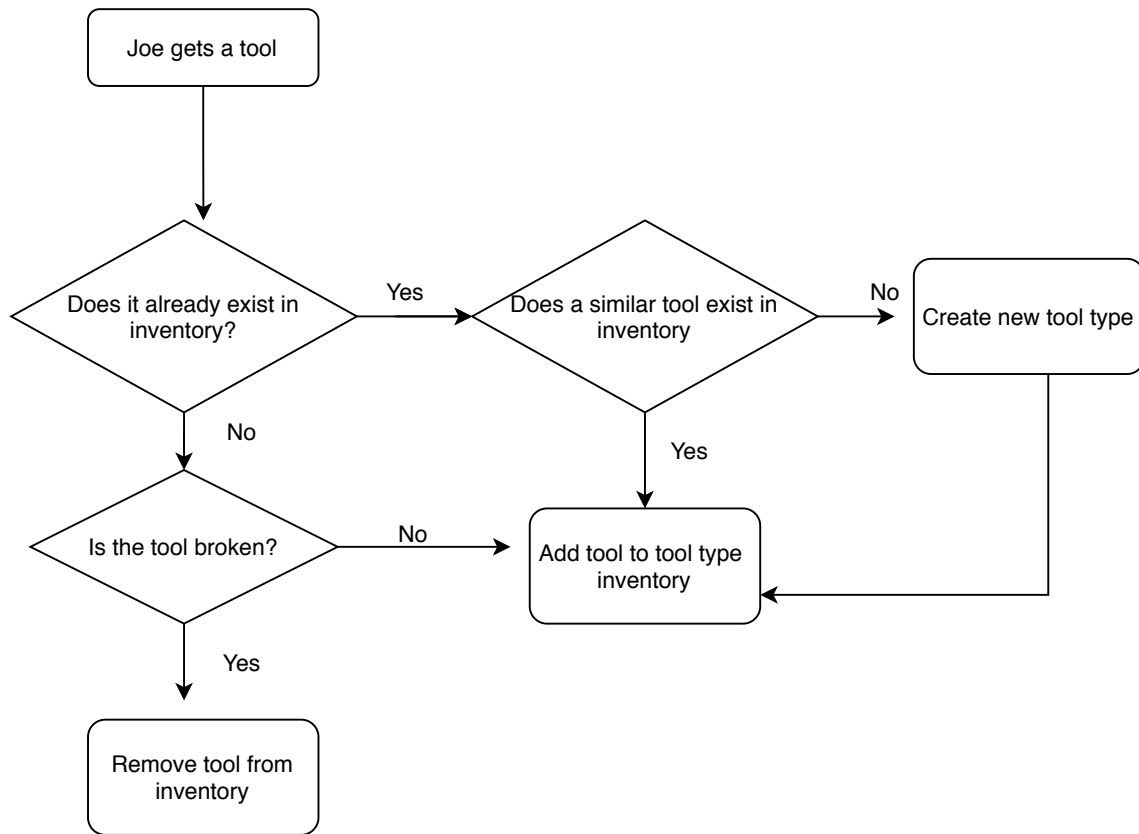 Joe gets a tool
Does it already exist in
inventory?
Yes
Does a similar tool exist in
inventory
No
Create new tool type
No
Yes
Is the tool broken?
No
Add tool to tool type
inventory
Yes
Remove tool from
inventory